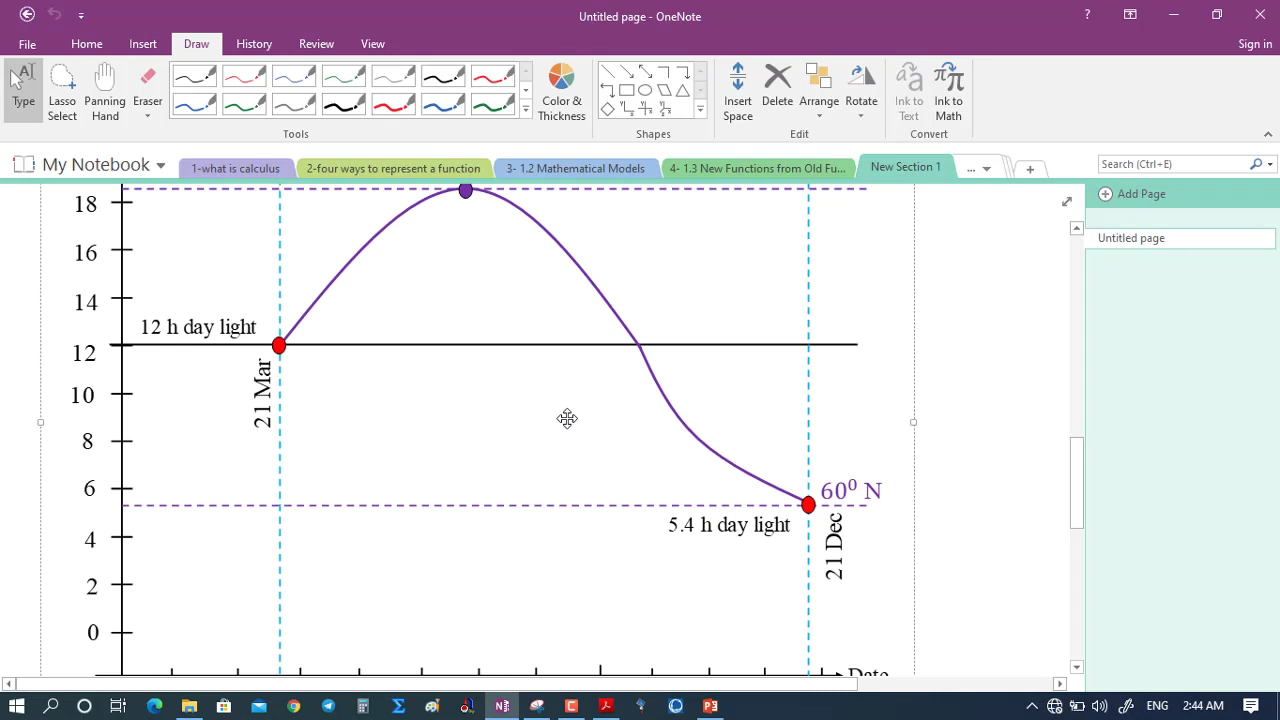 Untitled page - OneNote
?
File Home Insert Draw History Review View Sign in
Type
Lasso Select
Panning Hand
Eraser
Color & Thickness
Insert Space
Delete
Arrange
Rotate
Ink to Text
Ink to Math
Tools Shapes Edit Convert
My Notebook 1-what is calculus 2-four ways to represent a function 3- 1.2 Mathematical Models 4- 1.3 New Functions from Old Fu... New Section 1 ... Search (Ctrl+E)
Add Page
Untitled page
18
16
14
12 h day light
12
21 Mar
10
8
6
60⁰ N
5.4 h day light
21 Dec
4
2
0
Date
ENG 2:44 AM